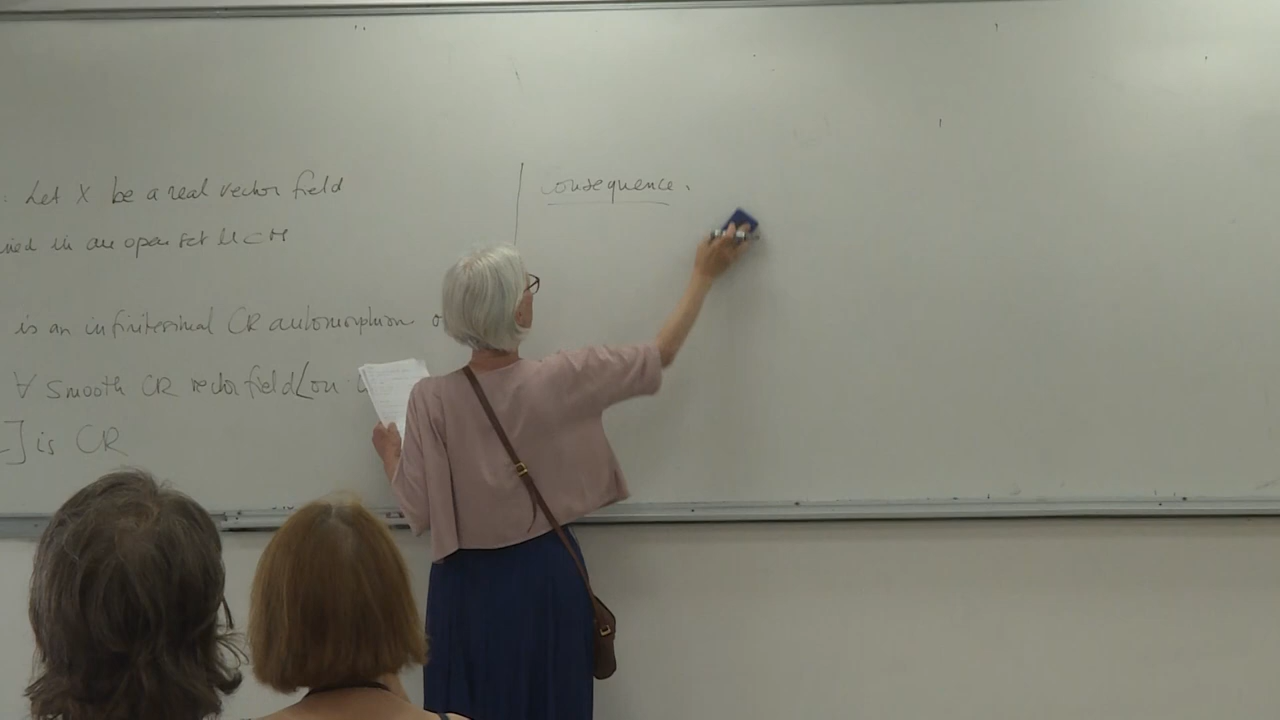 : Let X be a real vector field
in an open set U ⊂ M
is an infinitesimal CR automorphism
∀ smooth CR vector field L on
] is CR
consequence.